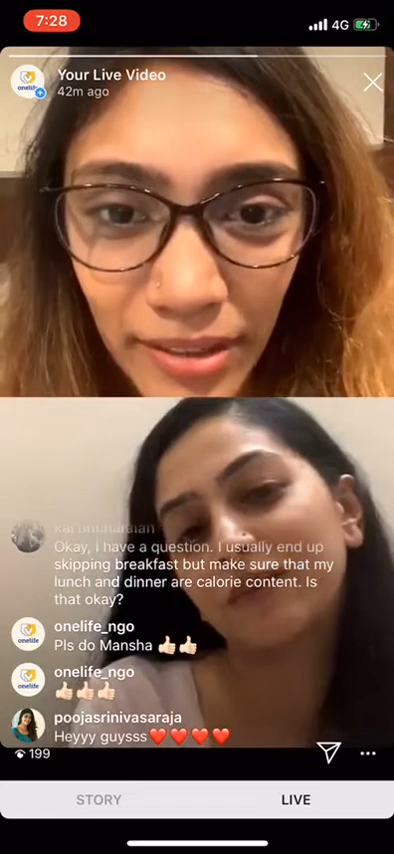 7:28
4G
Your Live Video
onelife
42m ago
Okay, I have a question. I usually end up
skipping breakfast but make sure that my
lunch and dinner are calorie content. Is
that okay?
onelife_ngo
onelife
Pls do Mansha 👍🏻👍🏻
onelife_ngo
onelife
👍🏻👍🏻👍🏻
poojasrinivasaraja
Heyyy guysss❤️❤️❤️❤️
199
STORY
LIVE